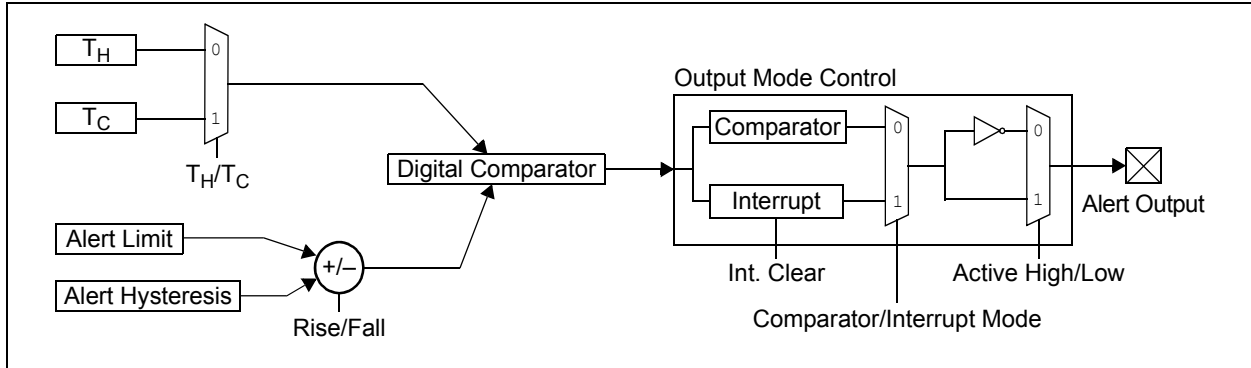 T_H
0
T_C
1
T_H/T_C
Alert Limit
Alert Hysteresis
+/–
Rise/Fall
Digital Comparator
Output Mode Control
Comparator
Interrupt
0
1
0
1
Int. Clear
Active High/Low
Comparator/Interrupt Mode
Alert Output